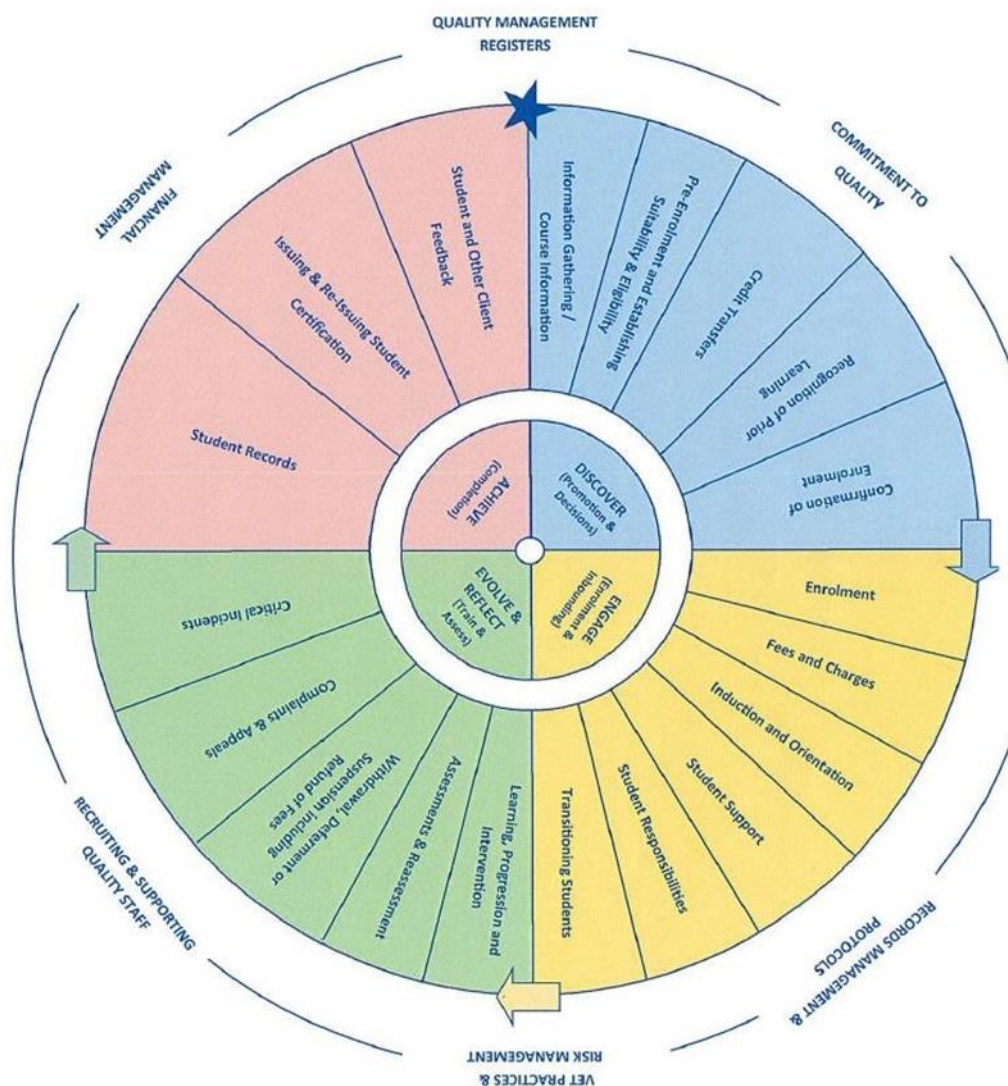 QUALITY MANAGEMENT
REGISTERS
COMMITMENT TO
QUALITY
RECORDS MANAGEMENT &
PROTOCOLS
VET PRACTICES &
RISK MANAGEMENT
RECRUITING & SUPPORTING
QUALITY STAFF
FINANCIAL
MANAGEMENT
Information Gathering /
Course Information
Pre-Enrolment and Establishing
Suitability & Eligibility
Credit Transfers
Recognition of Prior
Learning
Confirmation of
Enrolment
Enrolment
Fees and Charges
Induction and Orientation
Student Support
Student Responsibilities
Transitioning Students
Learning, Progression and
Intervention
Assessments & Reassessment
Withdrawal, Deferment or
Suspension including
Refund of Fees
Complaints & Appeals
Critical Incidents
Student Records
Issuing & Re-Issuing Student
Certification
Student and Other Client
Feedback
DISCOVER
(Promotion &
Decisions)
ENGAGE
(Enrolment &
Inbounding)
EVOLVE &
REFLECT
(Train &
Assess)
ACHIEVE
(Completion)